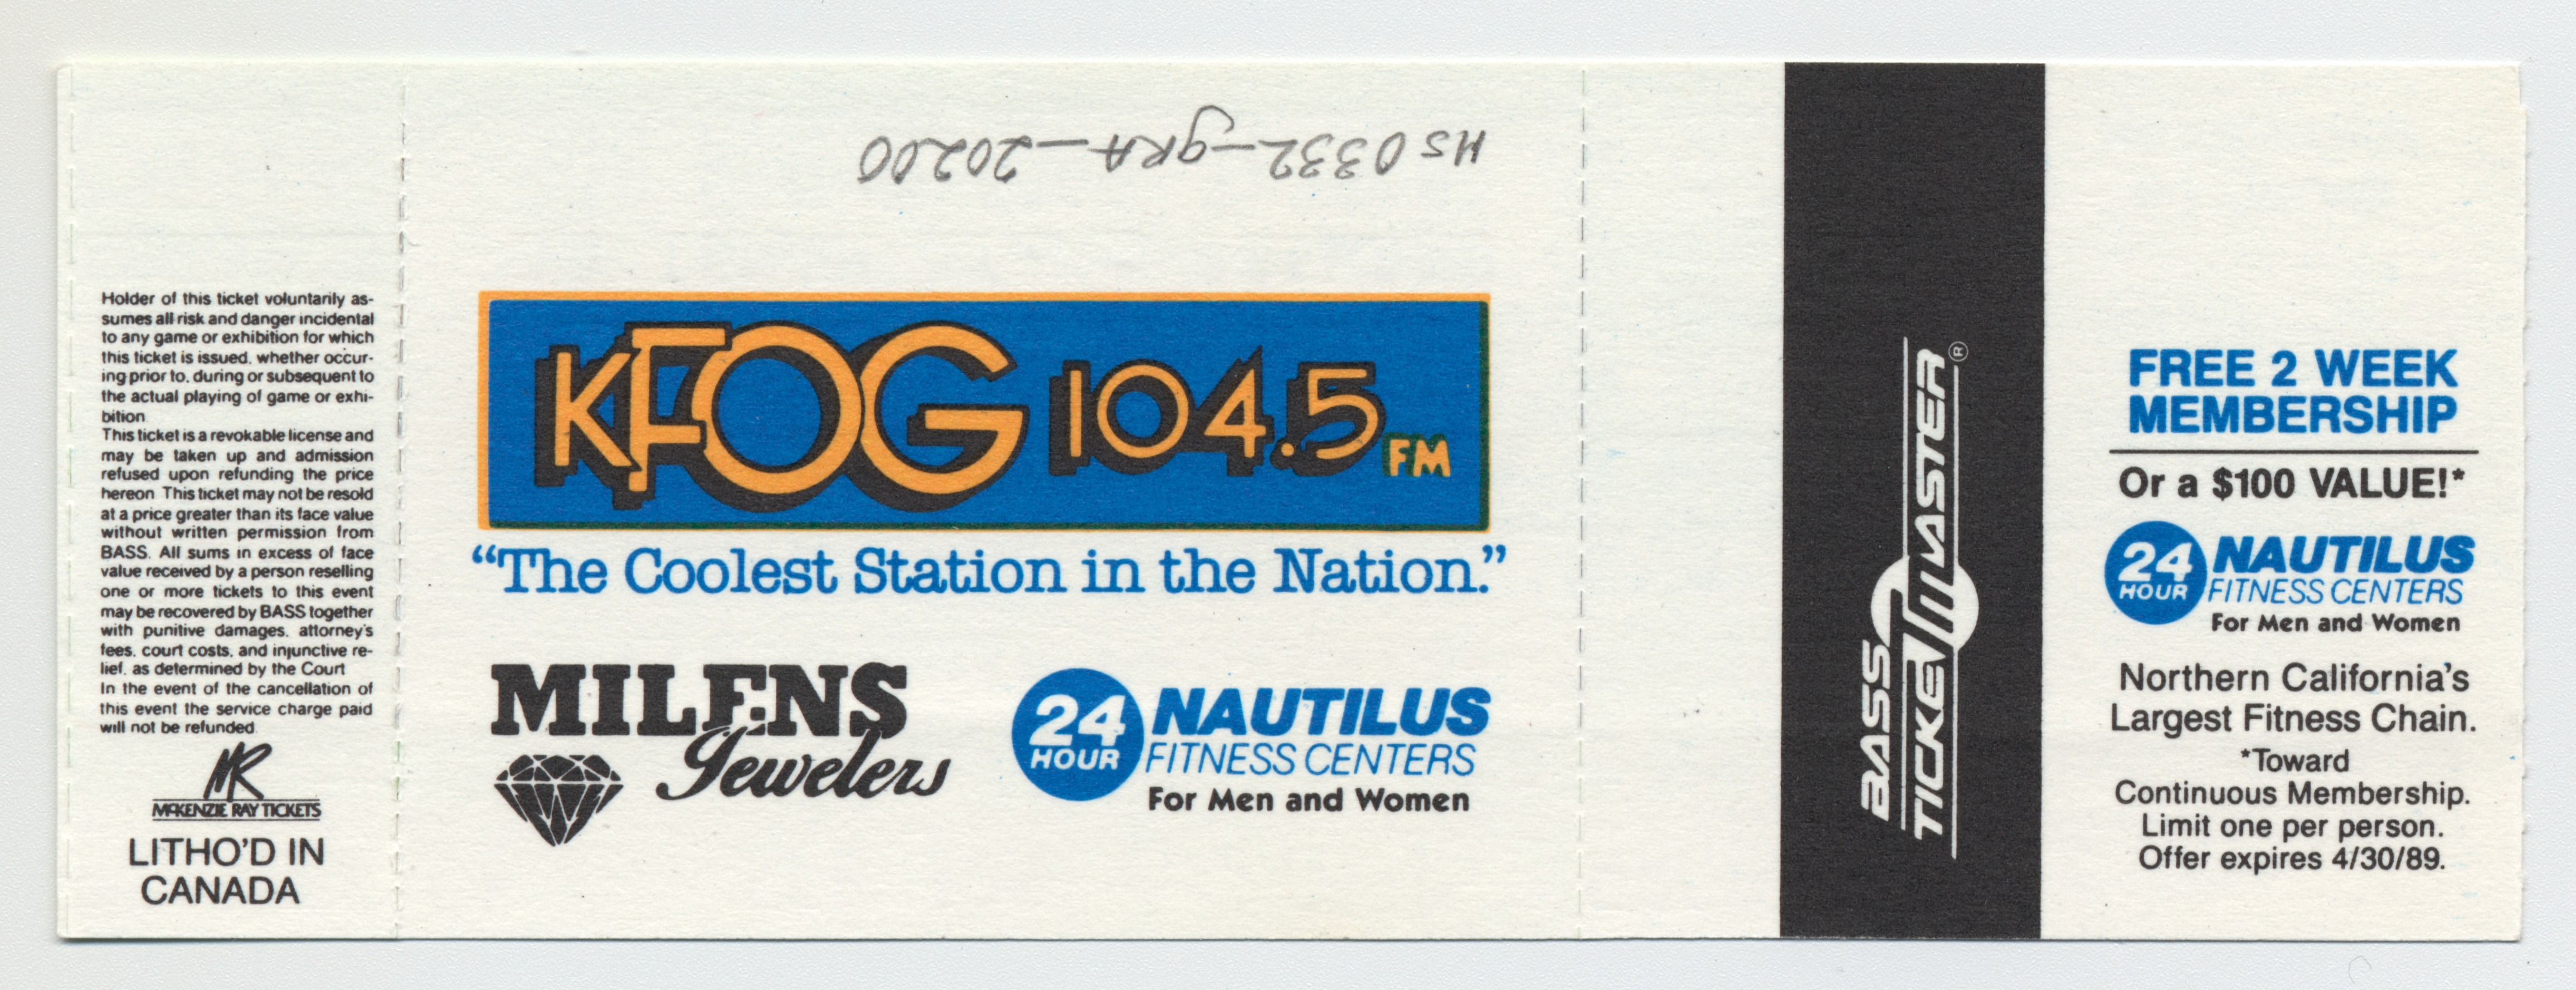 Holder of this ticket voluntarily as-
sumes all risk and danger incidental
to any game or exhibition for which
this ticket is issued, whether occur-
ing prior to, during or subsequent to
the actual playing of game or exhi-
bition.
This ticket is a revokable license and
may be taken up and admission
refused upon refunding the price
hereon. This ticket may not be resold
at a price greater than its face value
without written permission from
BASS. All sums in excess of face
value received by a person reselling
one or more tickets to this event
may be recovered by BASS together
with punitive damages, attorney's
fees, court costs, and injunctive re-
lief, as determined by the Court
In the event of the cancellation of
this event the service charge paid
will not be refunded.
MR
MCKENZIE RAY TICKETS
LITHO'D IN
CANADA
HS0332-gRA-20200
KFOG 104.5 FM
“The Coolest Station in the Nation.”
MILENS
Jewelers
24 HOUR
NAUTILUS
FITNESS CENTERS
For Men and Women
BASS
TICKETMASTER®
FREE 2 WEEK
MEMBERSHIP
Or a $100 VALUE!*
24 HOUR
NAUTILUS
FITNESS CENTERS
For Men and Women
Northern California's
Largest Fitness Chain.
*Toward
Continuous Membership.
Limit one per person.
Offer expires 4/30/89.